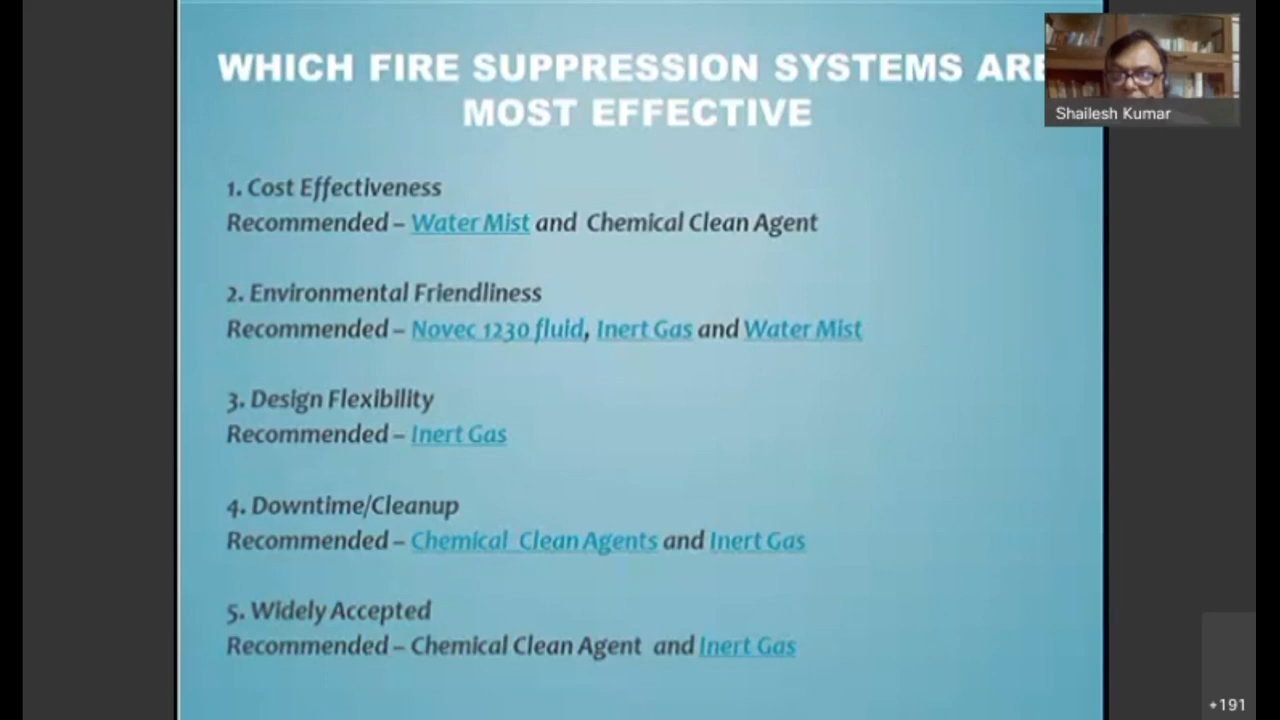 WHICH FIRE SUPPRESSION SYSTEMS ARE
MOST EFFECTIVE
Shailesh Kumar
1. Cost Effectiveness
Recommended – Water Mist and Chemical Clean Agent
2. Environmental Friendliness
Recommended – Novec 1230 fluid, Inert Gas and Water Mist
3. Design Flexibility
Recommended – Inert Gas
4. Downtime/Cleanup
Recommended – Chemical Clean Agents and Inert Gas
5. Widely Accepted
Recommended – Chemical Clean Agent and Inert Gas
+191